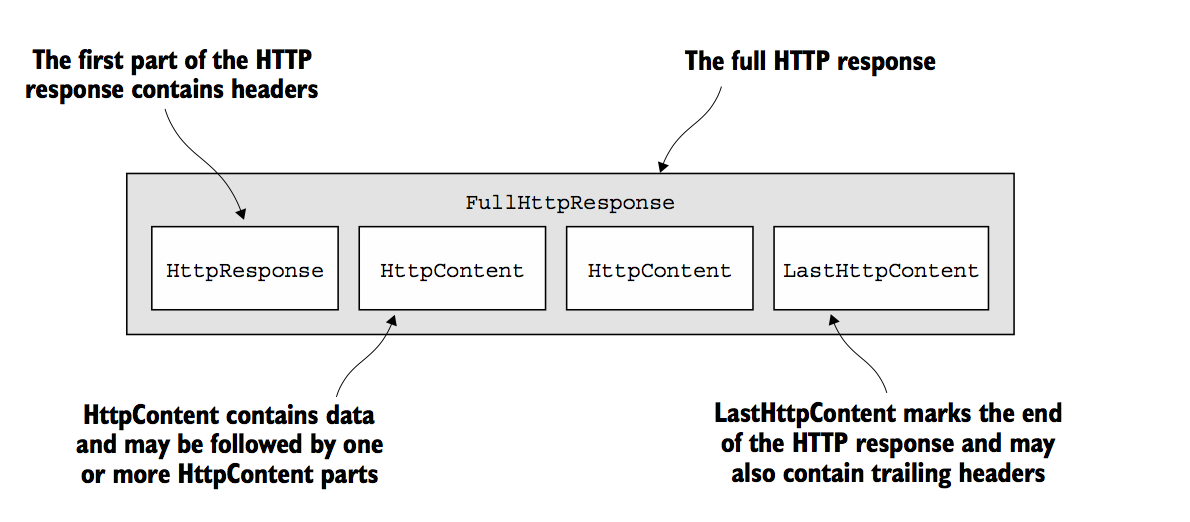 The first part of the HTTP
response contains headers
The full HTTP response
FullHttpResponse
HttpResponse
HttpContent
HttpContent
LastHttpContent
HttpContent contains data
and may be followed by one
or more HttpContent parts
LastHttpContent marks the end
of the HTTP response and may
also contain trailing headers